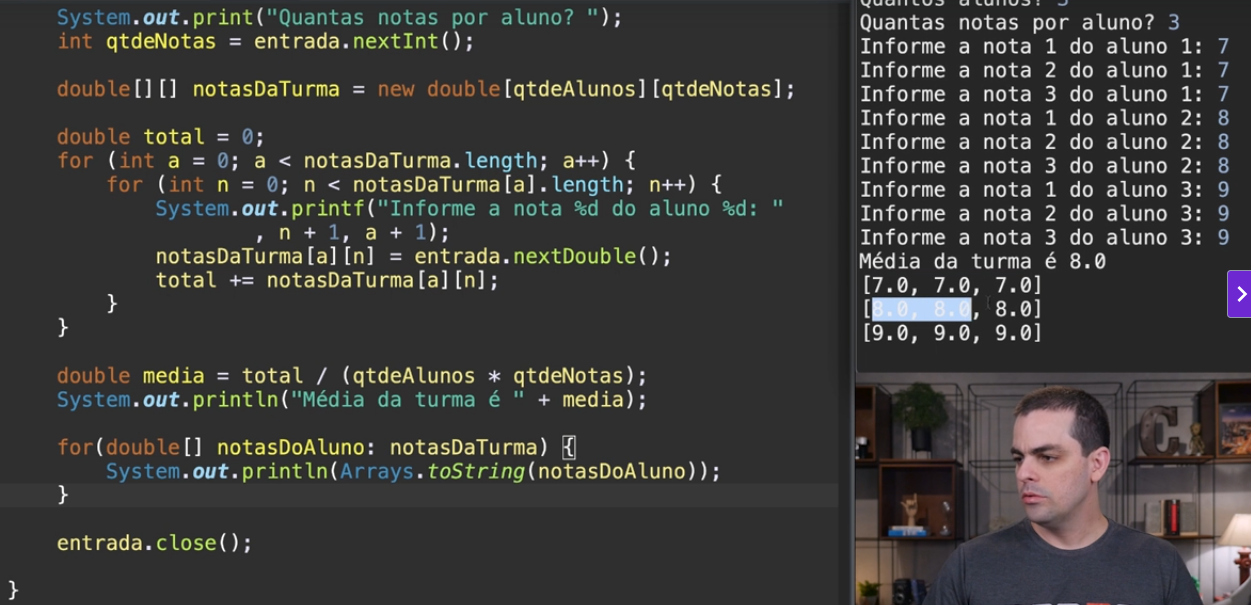 System.out.print("Quantas notas por aluno? ");
int qtdeNotas = entrada.nextInt();
double[][] notasDaTurma = new double[qtdeAlunos][qtdeNotas];
double total = 0;
for (int a = 0; a < notasDaTurma.length; a++) {
for (int n = 0; n < notasDaTurma[a].length; n++) {
System.out.printf("Informe a nota %d do aluno %d: "
, n + 1, a + 1);
notasDaTurma[a][n] = entrada.nextDouble();
total += notasDaTurma[a][n];
}
}
double media = total / (qtdeAlunos * qtdeNotas);
System.out.println("Média da turma é " + media);
for(double[] notasDoAluno: notasDaTurma) {
System.out.println(Arrays.toString(notasDoAluno));
}
entrada.close();
}
Quantos alunos? 3
Quantas notas por aluno? 3
Informe a nota 1 do aluno 1: 7
Informe a nota 2 do aluno 1: 7
Informe a nota 3 do aluno 1: 7
Informe a nota 1 do aluno 2: 8
Informe a nota 2 do aluno 2: 8
Informe a nota 3 do aluno 2: 8
Informe a nota 1 do aluno 3: 9
Informe a nota 2 do aluno 3: 9
Informe a nota 3 do aluno 3: 9
Média da turma é 8.0
[7.0, 7.0, 7.0]
[8.0, 8.0, 8.0]
[9.0, 9.0, 9.0]
C